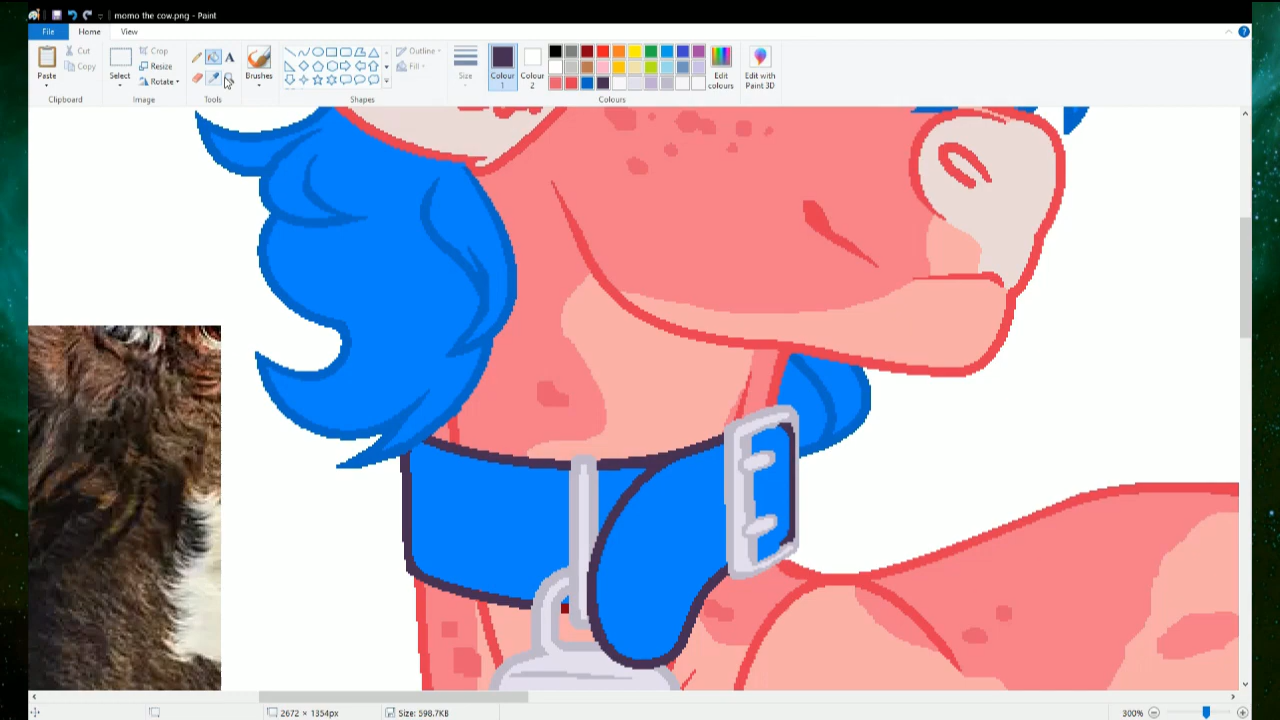 momo the cow.png - Paint
File Home View
Paste
Cut
Copy
Clipboard
Select
Crop
Resize
Rotate
Image
A
Tools
Brushes
Outline
Fill
Shapes
Size
Colour 1
Colour 2
Edit colours
Edit with Paint 3D
Colours
2672 × 1354px
Size: 598.7KB
300%